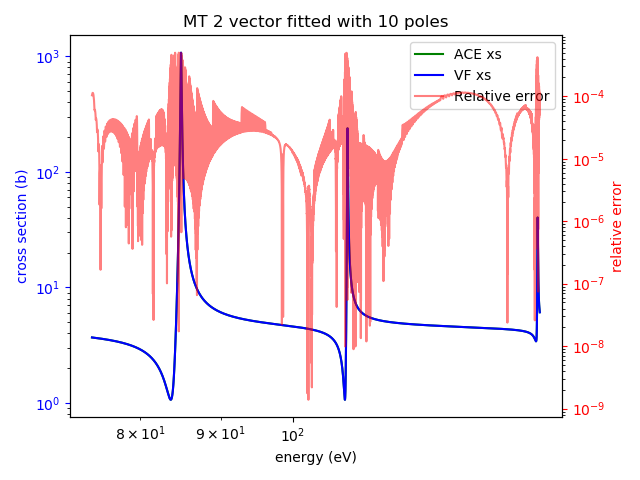 MT 2 vector fitted with 10 poles
ACE xs
VF xs
Relative error
cross section (b)
10³
10²
10¹
10⁰
relative error
10⁻⁴
10⁻⁵
10⁻⁶
10⁻⁷
10⁻⁸
10⁻⁹
8 × 10¹ 9 × 10¹ 10²
energy (eV)